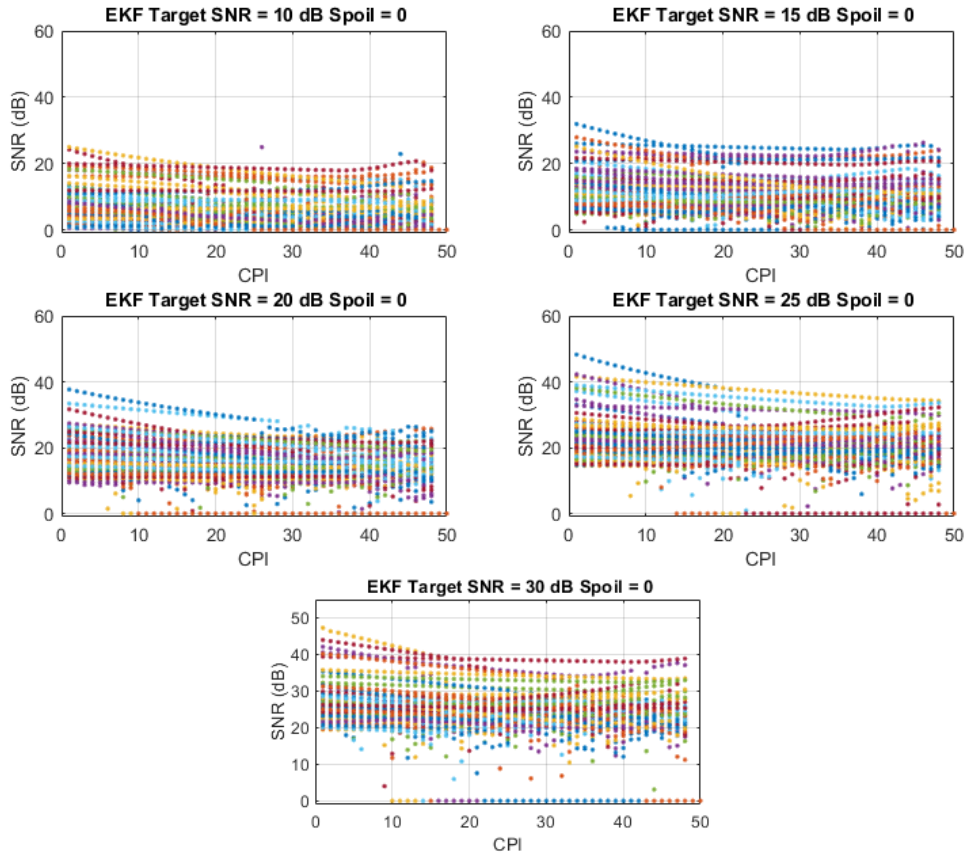 EKF Target SNR = 10 dB Spoil = 0
60
40
20
0
SNR (dB)
0 10 20 30 40 50
CPI
EKF Target SNR = 15 dB Spoil = 0
60
40
20
0
SNR (dB)
0 10 20 30 40 50
CPI
EKF Target SNR = 20 dB Spoil = 0
60
40
20
0
SNR (dB)
0 10 20 30 40 50
CPI
EKF Target SNR = 25 dB Spoil = 0
60
40
20
0
SNR (dB)
0 10 20 30 40 50
CPI
EKF Target SNR = 30 dB Spoil = 0
50
40
30
20
10
0
SNR (dB)
0 10 20 30 40 50
CPI